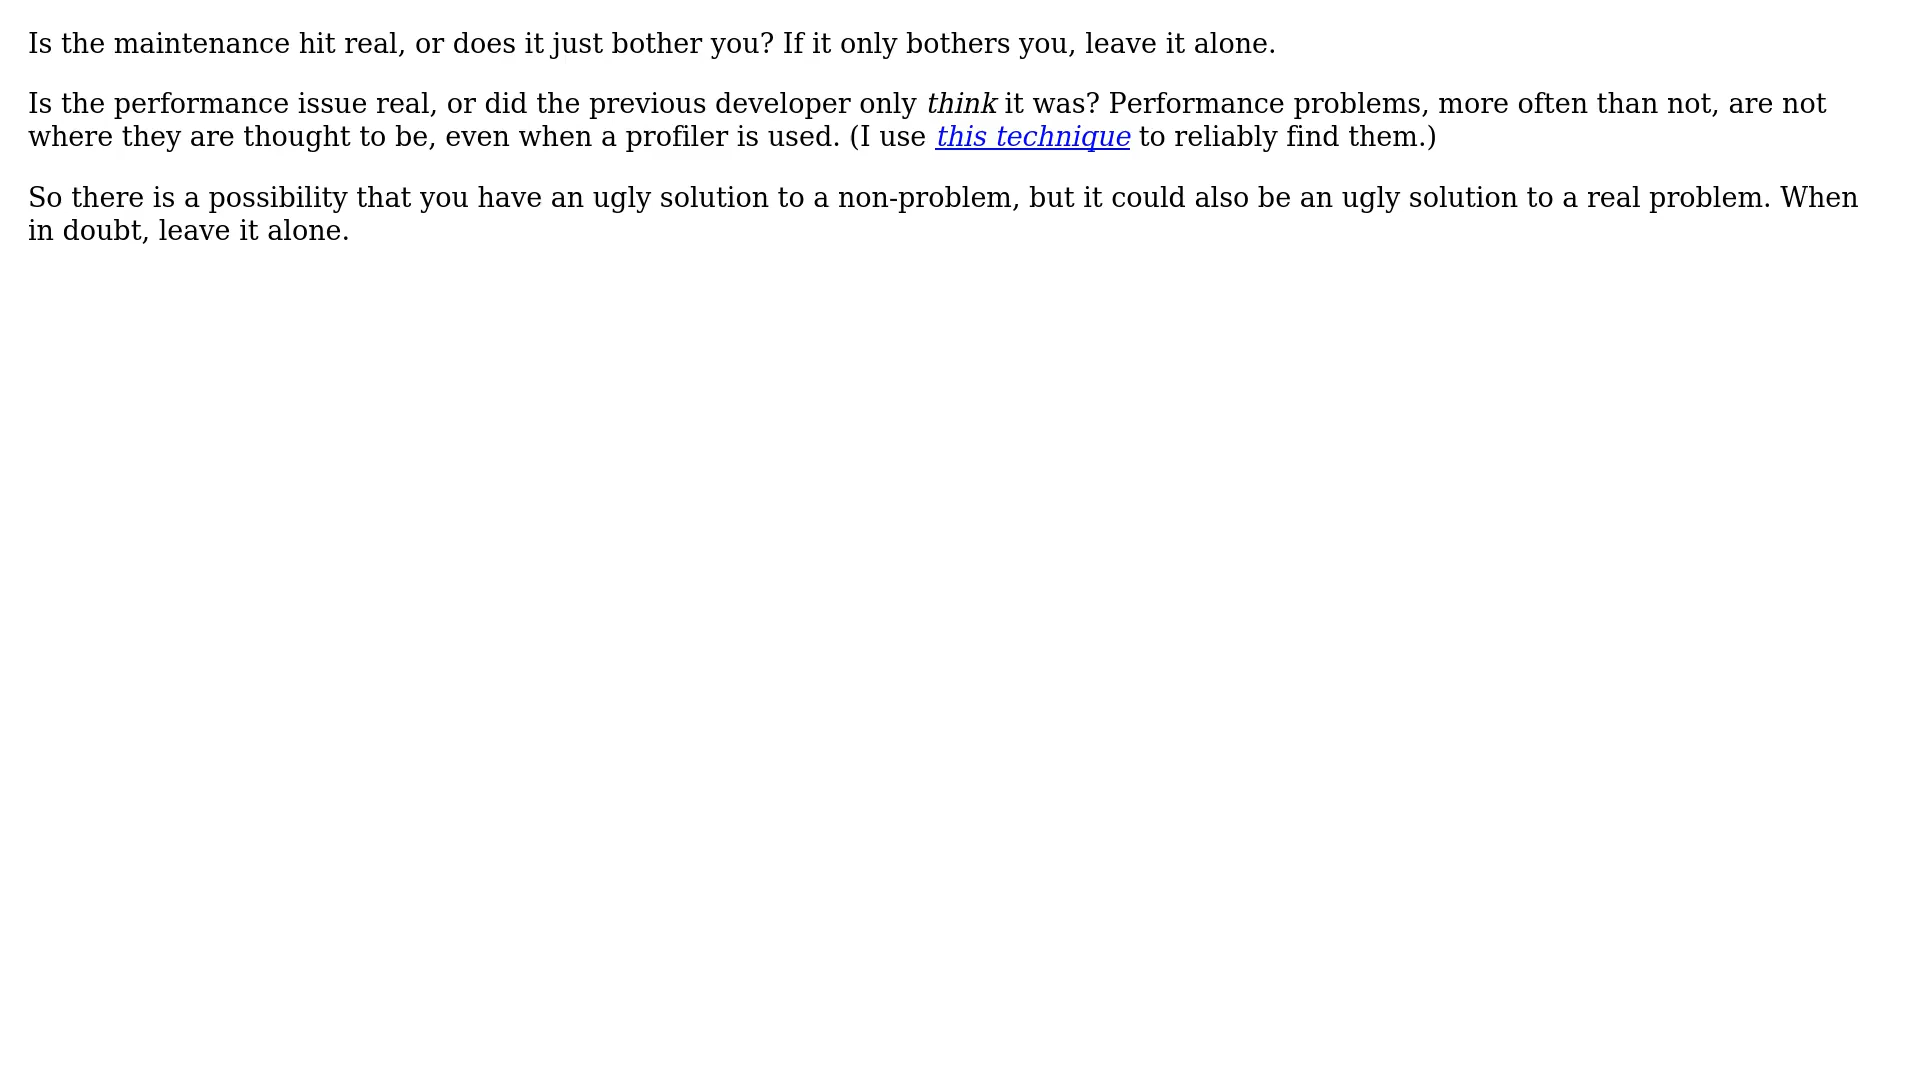 Is the maintenance hit real, or does it just bother you? If it only bothers you, leave it alone.
Is the performance issue real, or did the previous developer only think it was? Performance problems, more often than not, are not
where they are thought to be, even when a profiler is used. (I use this technique to reliably find them.)
So there is a possibility that you have an ugly solution to a non-problem, but it could also be an ugly solution to a real problem. When
in doubt, leave it alone.